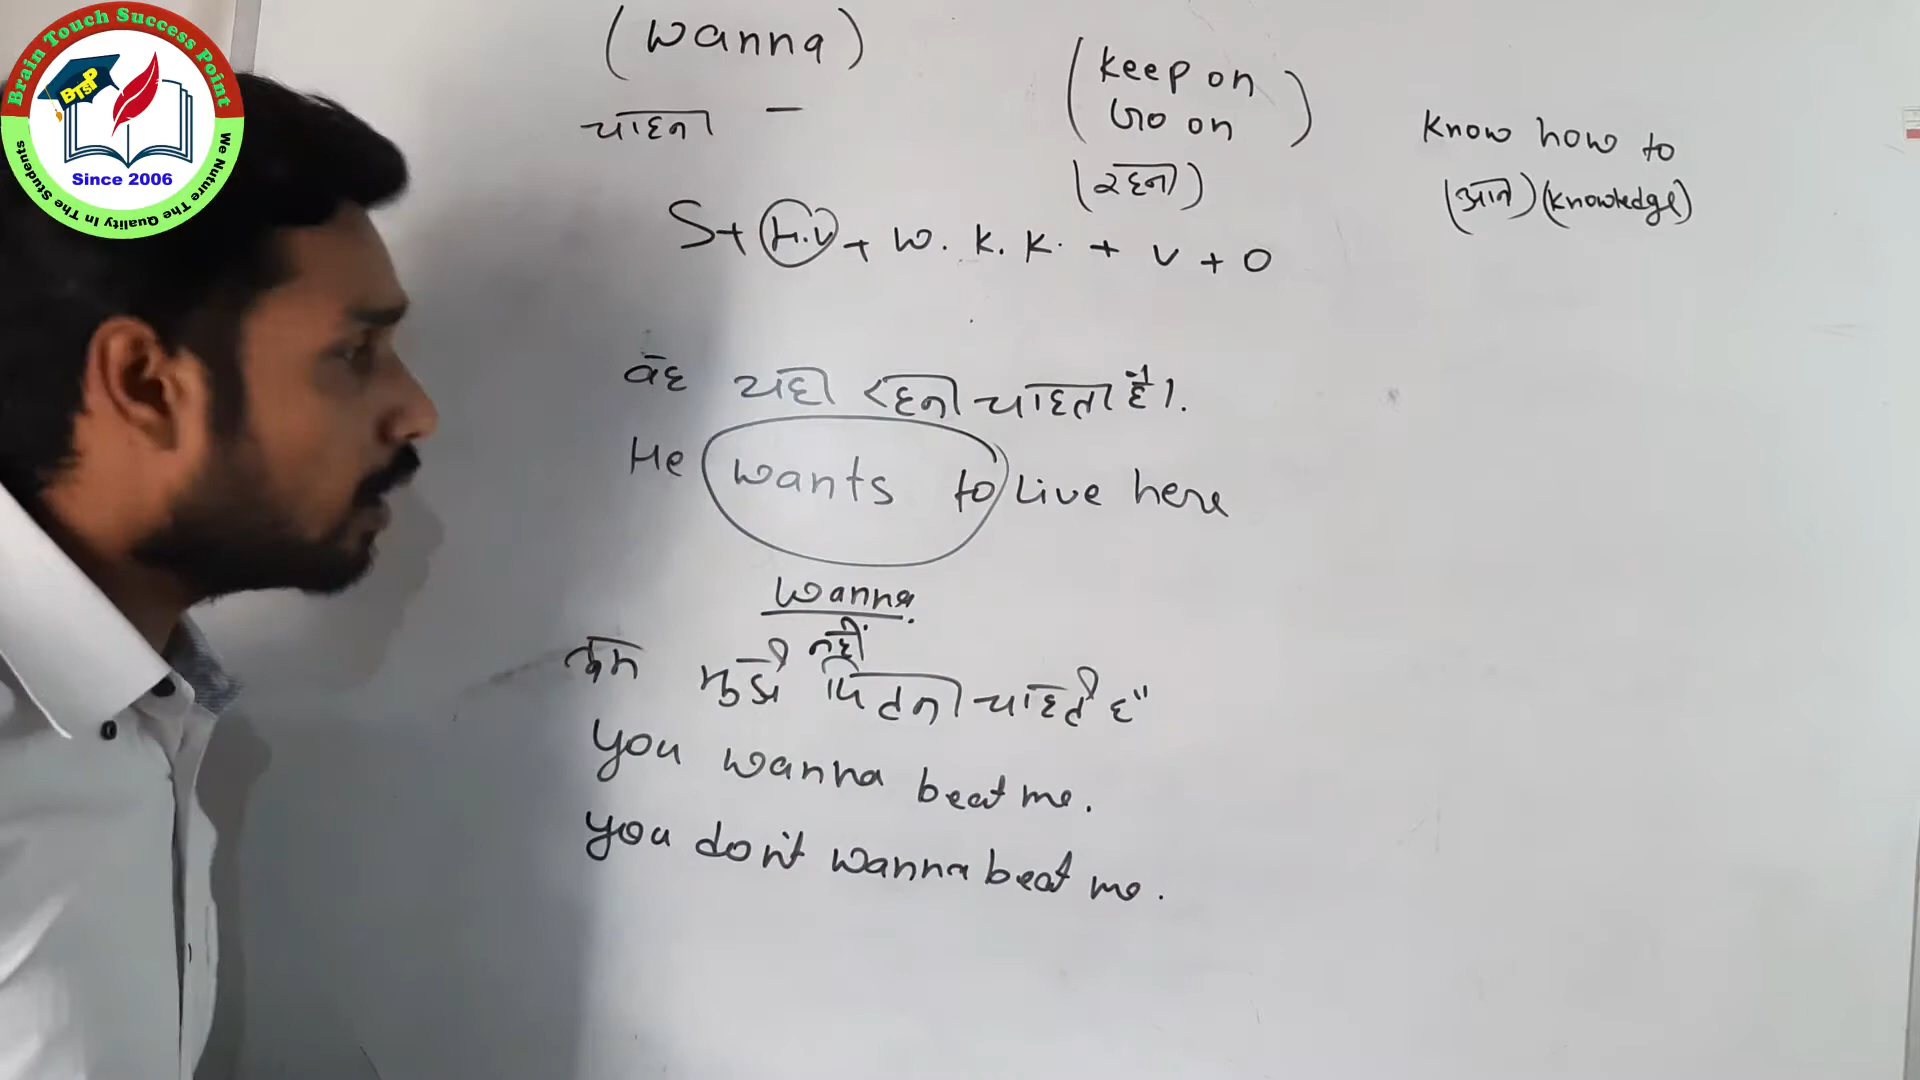 Brain Touch Success Point
BTSP
Since 2006
We Nuture The Quality In The Students
(wanna)
चाहना —
(keep on
Go on)
(रहना)
Know how to
(आना) (knowledge)
S + H.V + W. K. K. + V + O
वह यहाँ रहना चाहता है।
He wants to Live here
wanna
नहीं
तुम मुझे पिटना चाहते हो
you wanna beat me.
you don't wanna beat me.